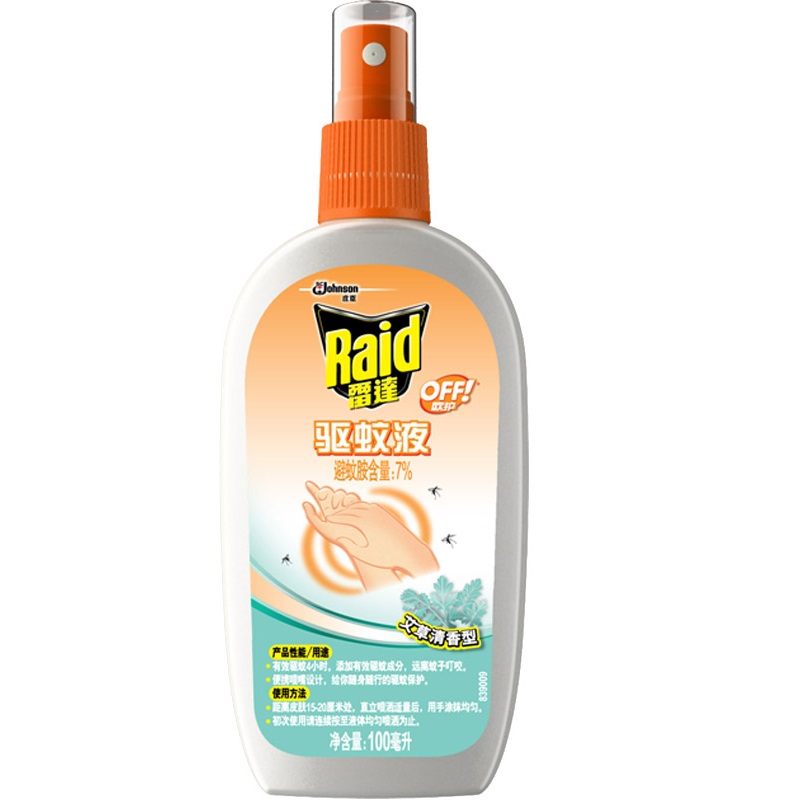 Johnson
庄臣
Raid
雷達
OFF!
驱蚊液
避蚊胺含量:7%
艾草清香型
产品性能/用途
有效驱蚊4小时，添加有效驱蚊成分，远离蚊子叮咬。
便携喷嘴设计，给你随身随行的驱蚊保护。
使用方法
距离皮肤15-20厘米处，直立喷洒适量后，用手涂抹均匀。
初次使用请连续按至液体均匀喷洒为止。
净含量:100毫升
839009